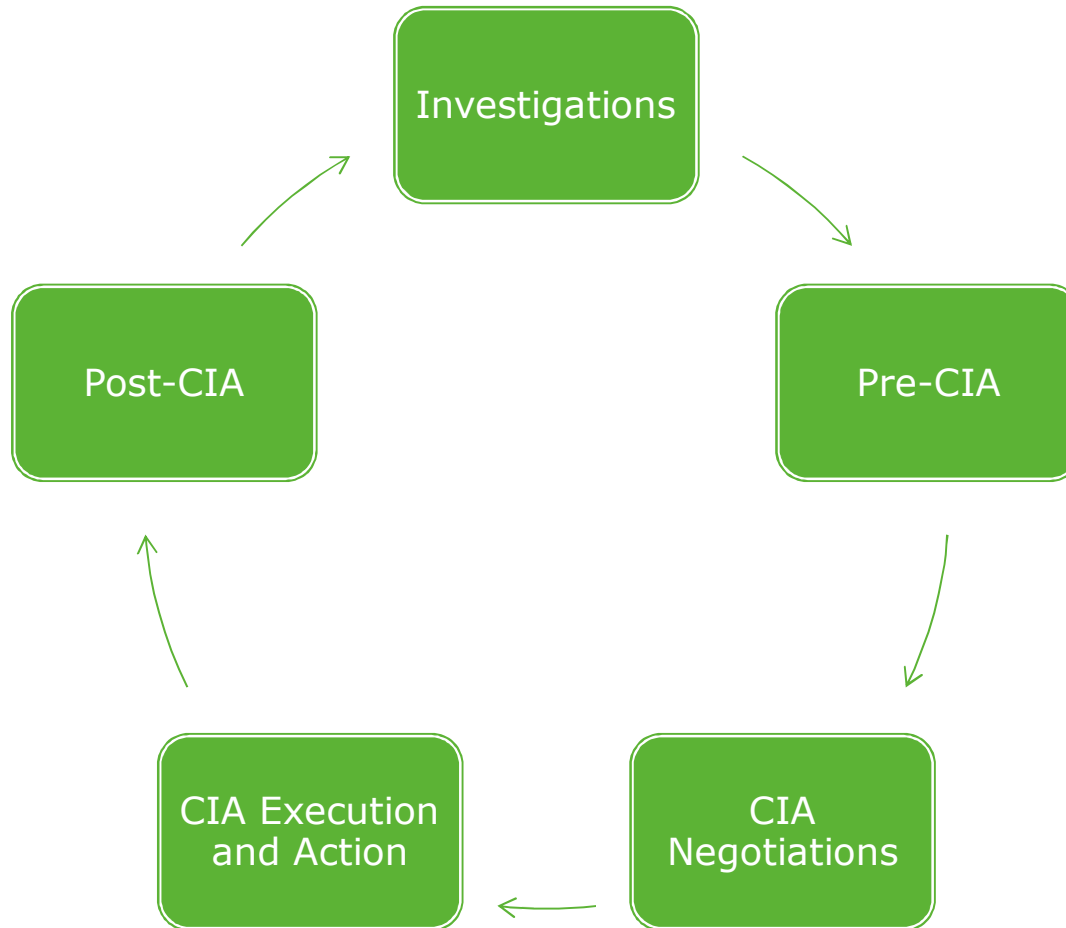 Investigations
Pre-CIA
CIA
Negotiations
CIA Execution
and Action
Post-CIA